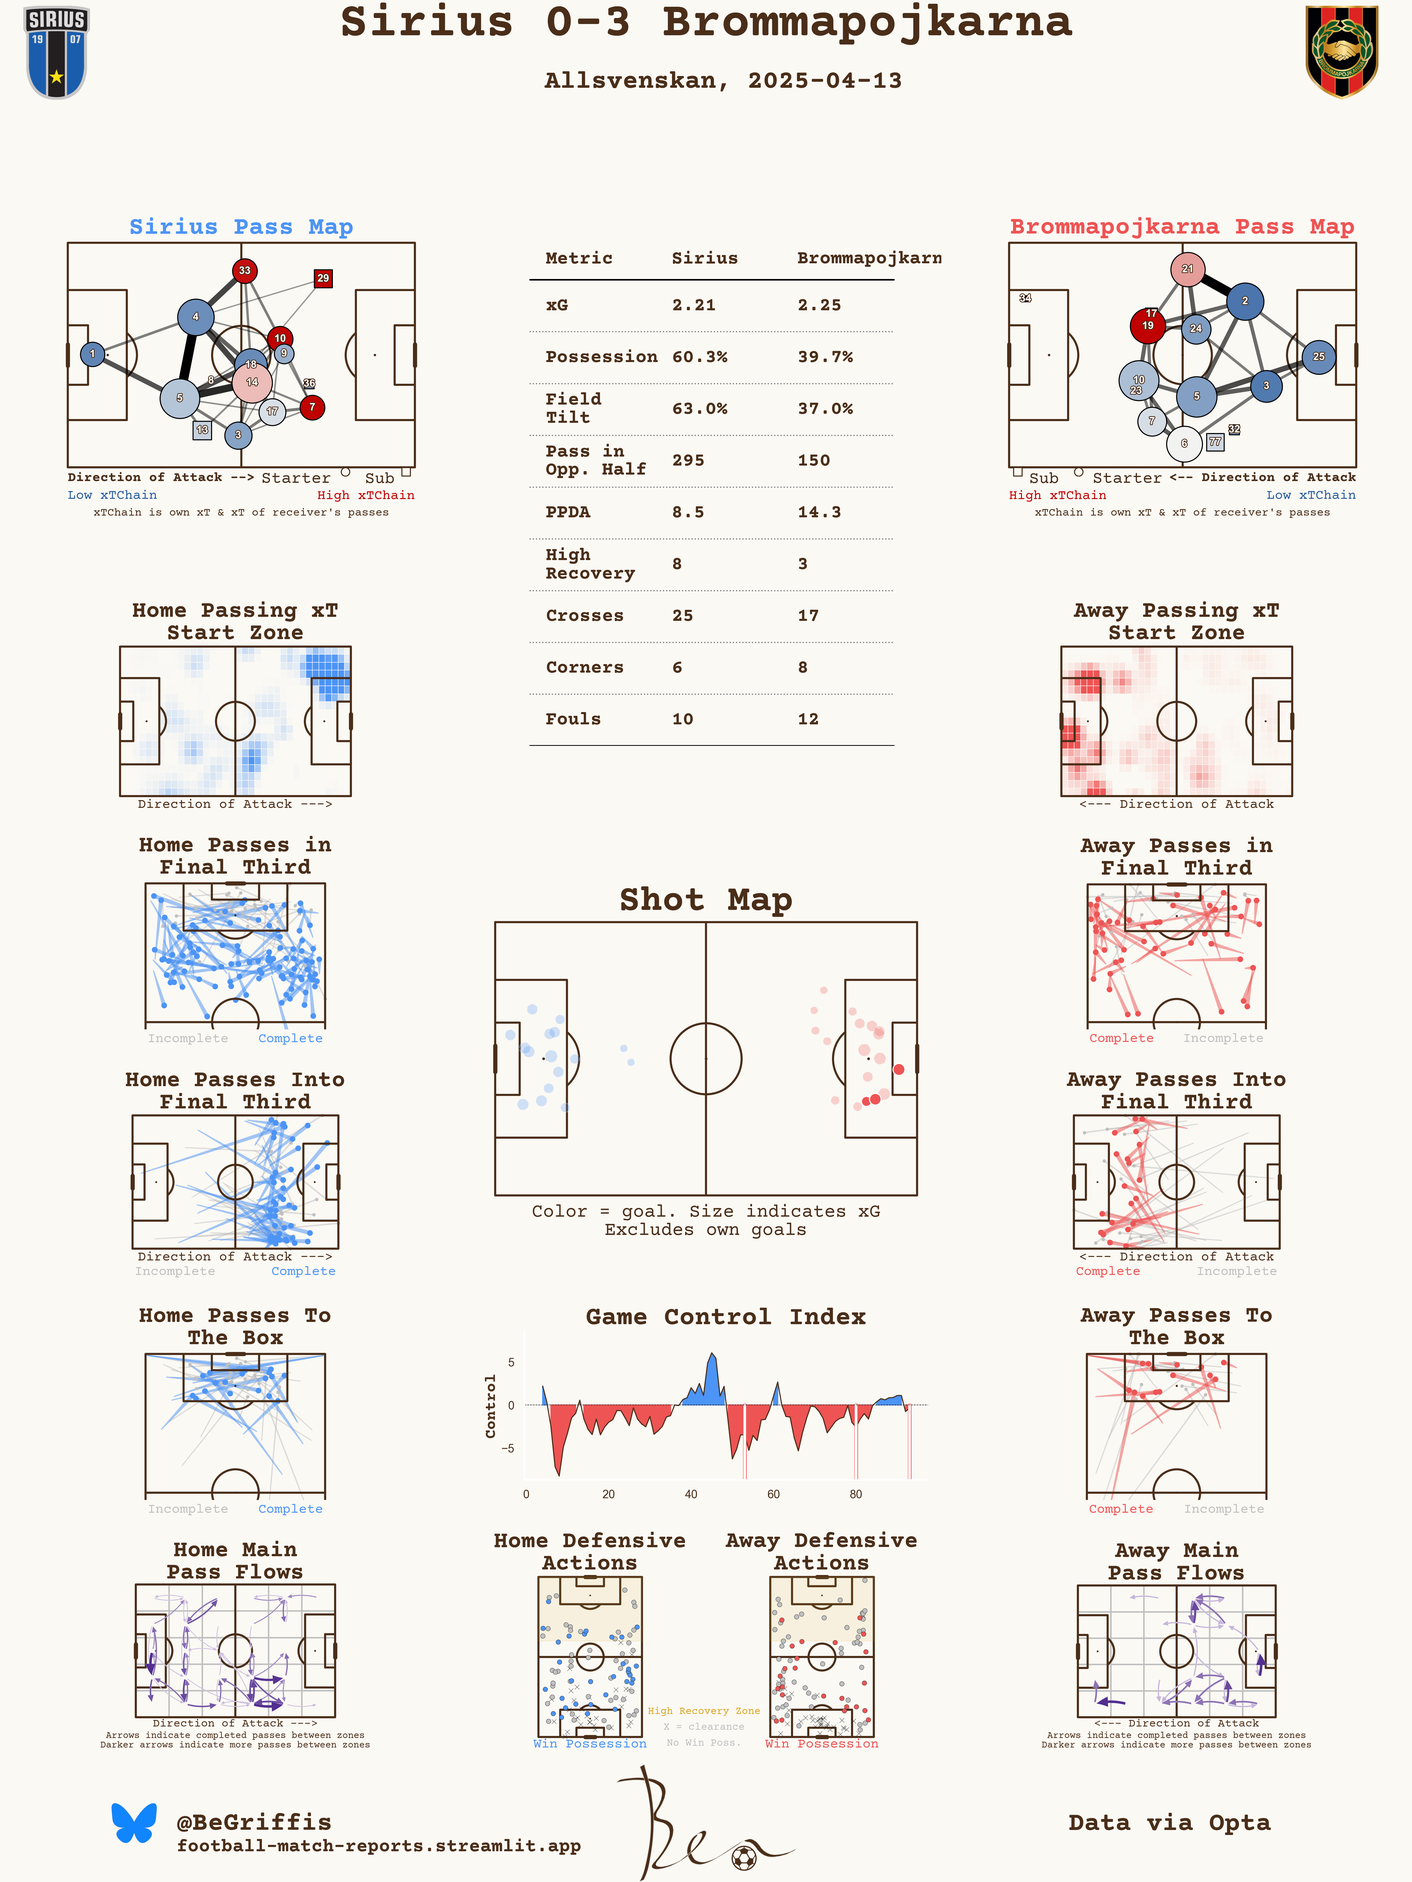 Sirius 0-3 Brommapojkarna
Allsvenskan, 2025-04-13
SIRIUS
19 07
BROMMAPOJKARNA
Sirius Pass Map
33
29
4
10
9
1
18
8
14
36
5
17
7
13
3
Direction of Attack --> Starter Sub
Low xTChain High xTChain
xTChain is own xT & xT of receiver's passes
Metric Sirius Brommapojkarn
xG 2.21 2.25
Possession 60.3% 39.7%
Field
Tilt 63.0% 37.0%
Pass in
Opp. Half 295 150
PPDA 8.5 14.3
High
Recovery 8 3
Crosses 25 17
Corners 6 8
Fouls 10 12
Brommapojkarna Pass Map
21
34
2
17
19
24
25
10
23
3
5
7
32
6
77
Sub Starter <-- Direction of Attack
High xTChain Low xTChain
xTChain is own xT & xT of receiver's passes
Home Passing xT
Start Zone
Direction of Attack --->
Away Passing xT
Start Zone
<--- Direction of Attack
Home Passes in
Final Third
Incomplete Complete
Away Passes in
Final Third
Complete Incomplete
Shot Map
Color = goal. Size indicates xG
Excludes own goals
Home Passes Into
Final Third
Direction of Attack --->
Incomplete Complete
Away Passes Into
Final Third
<--- Direction of Attack
Complete Incomplete
Home Passes To
The Box
Incomplete Complete
Game Control Index
Control
5
0
−5
0 20 40 60 80
Away Passes To
The Box
Complete Incomplete
Home Main
Pass Flows
Direction of Attack --->
Arrows indicate completed passes between zones
Darker arrows indicate more passes between zones
Home Defensive
Actions
Win Possession
High Recovery Zone
X = clearance
No Win Poss.
Away Defensive
Actions
Win Possession
Away Main
Pass Flows
<--- Direction of Attack
Arrows indicate completed passes between zones
Darker arrows indicate more passes between zones
@BeGriffis
football-match-reports.streamlit.app
Ben
Data via Opta